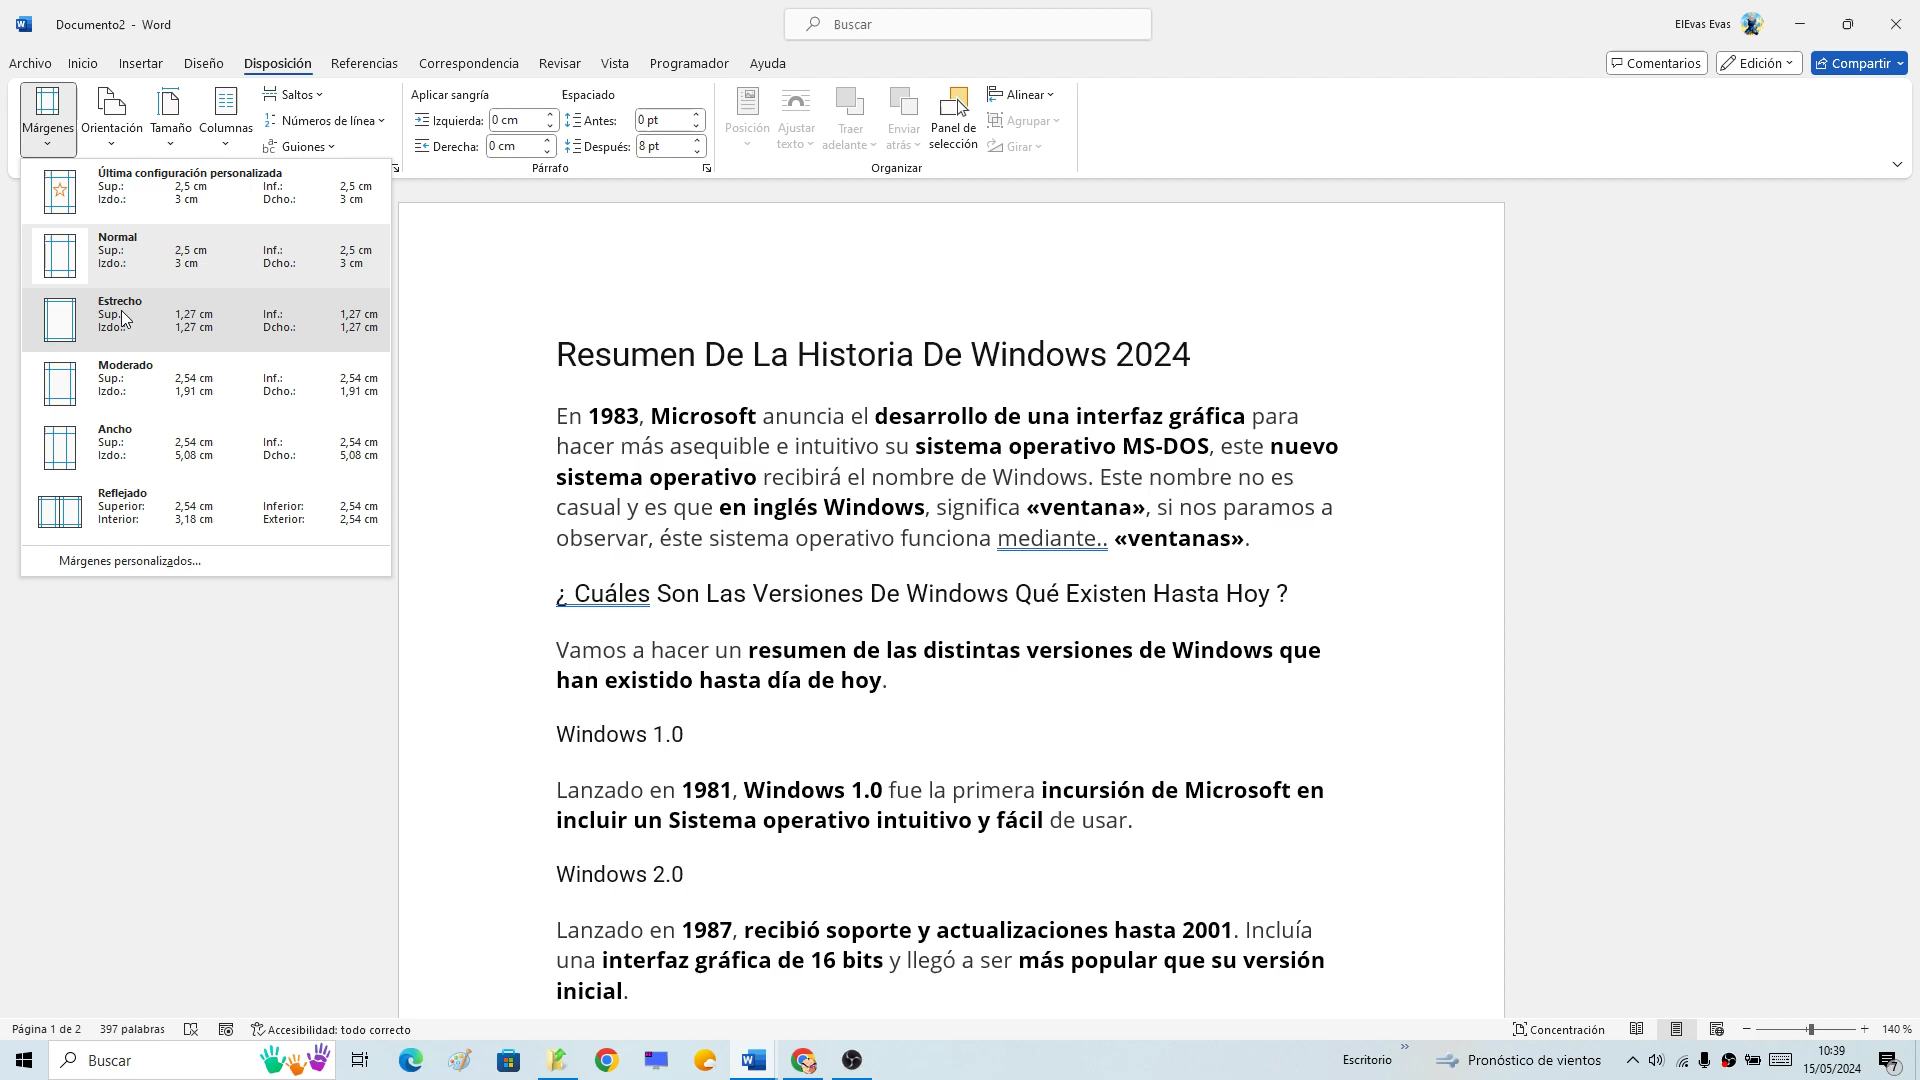 Documento2 - Word
Buscar
ElEvas Evas
Archivo Inicio Insertar Diseño Disposición Referencias Correspondencia Revisar Vista Programador Ayuda
Comentarios Edición Compartir
Márgenes Orientación Tamaño Columnas
Saltos
Números de línea
Guiones
Aplicar sangría Espaciado
Izquierda: 0 cm Antes: 0 pt
Derecha: 0 cm Después: 8 pt
Párrafo
Posición
Ajustar texto
Traer adelante
Enviar atrás
Panel de selección
Alinear
Agrupar
Girar
Organizar
Última configuración personalizada
Sup.: 2,5 cm Inf.: 2,5 cm
Izdo.: 3 cm Dcho.: 3 cm
Normal
Sup.: 2,5 cm Inf.: 2,5 cm
Izdo.: 3 cm Dcho.: 3 cm
Estrecho
Sup.: 1,27 cm Inf.: 1,27 cm
Izdo.: 1,27 cm Dcho.: 1,27 cm
Moderado
Sup.: 2,54 cm Inf.: 2,54 cm
Izdo.: 1,91 cm Dcho.: 1,91 cm
Ancho
Sup.: 2,54 cm Inf.: 2,54 cm
Izdo.: 5,08 cm Dcho.: 5,08 cm
Reflejado
Superior: 2,54 cm Inferior: 2,54 cm
Interior: 3,18 cm Exterior: 2,54 cm
Márgenes personalizados...
Resumen De La Historia De Windows 2024
En 1983, Microsoft anuncia el desarrollo de una interfaz gráfica para
hacer más asequible e intuitivo su sistema operativo MS-DOS, este nuevo
sistema operativo recibirá el nombre de Windows. Este nombre no es
casual y es que en inglés Windows, significa «ventana», si nos paramos a
observar, éste sistema operativo funciona mediante.. «ventanas».
¿ Cuáles Son Las Versiones De Windows Qué Existen Hasta Hoy ?
Vamos a hacer un resumen de las distintas versiones de Windows que
han existido hasta día de hoy.
Windows 1.0
Lanzado en 1981, Windows 1.0 fue la primera incursión de Microsoft en
incluir un Sistema operativo intuitivo y fácil de usar.
Windows 2.0
Lanzado en 1987, recibió soporte y actualizaciones hasta 2001. Incluía
una interfaz gráfica de 16 bits y llegó a ser más popular que su versión
inicial.
Página 1 de 2 397 palabras Accesibilidad: todo correcto Concentración 140 %
Buscar
Escritorio
Pronóstico de vientos
10:39
15/05/2024
7